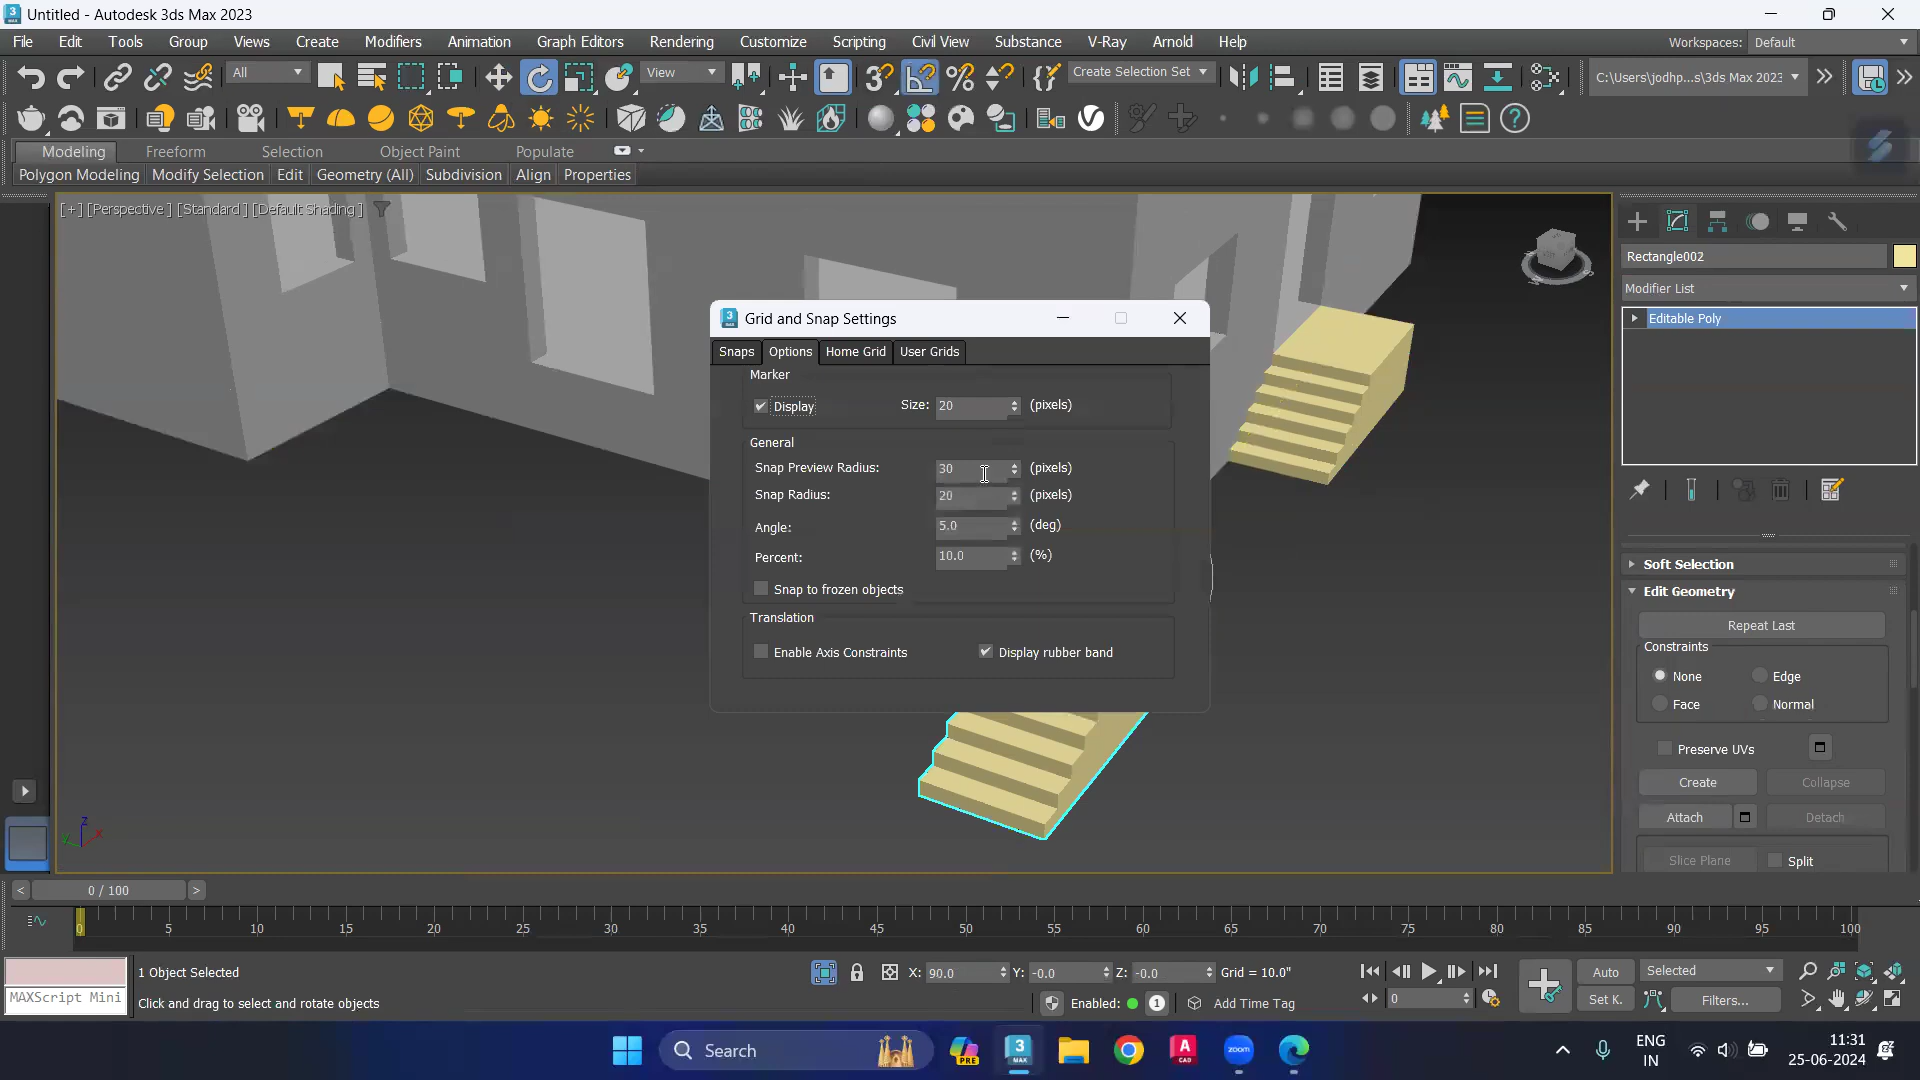 Untitled - Autodesk 3ds Max 2023
File Edit Tools Group Views Create Modifiers Animation Graph Editors Rendering Customize Scripting Civil View Substance V-Ray Arnold Help Workspaces: Default
All View Create Selection Set C:\Users\jodhp...s\3ds Max 2023
Modeling Freeform Selection Object Paint Populate
Polygon Modeling Modify Selection Edit Geometry (All) Subdivision Align Properties
[+] [Perspective ] [Standard ] [Default Shading ]
Rectangle002
Modifier List
Editable Poly
Grid and Snap Settings
Snaps Options Home Grid User Grids
Marker
Display Size: 20 (pixels)
General
Snap Preview Radius: 30 (pixels)
Snap Radius: 20 (pixels)
Angle: 5.0 (deg)
Percent: 10.0 (%)
Snap to frozen objects
Translation
Enable Axis Constraints Display rubber band
Soft Selection
Edit Geometry
Repeat Last
Constraints
None Edge
Face Normal
Preserve UVs
Create Collapse
Attach Detach
Slice Plane Split
z x y
< 0 / 100 >
0 5 10 15 20 25 30 35 40 45 50 55 60 65 70 75 80 85 90 95 100
1 Object Selected X: 90.0 Y: -0.0 Z: -0.0 Grid = 10.0" Auto Selected
MAXScript Mini Click and drag to select and rotate objects Enabled: 1 Add Time Tag 0 Set K. Filters...
Search PRE 3 MAX A CAD zoom ENG IN 11:31
25-06-2024